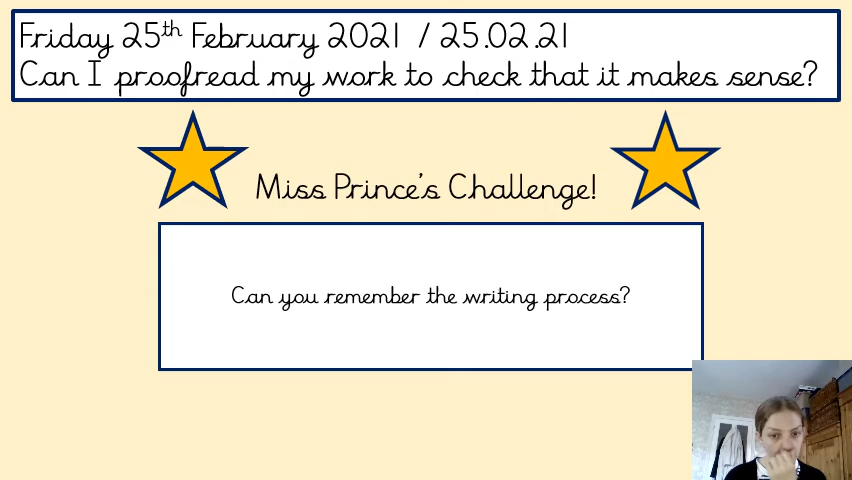 Friday 25th February 2021 / 25.02.21
Can I proofread my work to check that it makes sense?
Miss Prince's Challenge!
Can you remember the writing process?